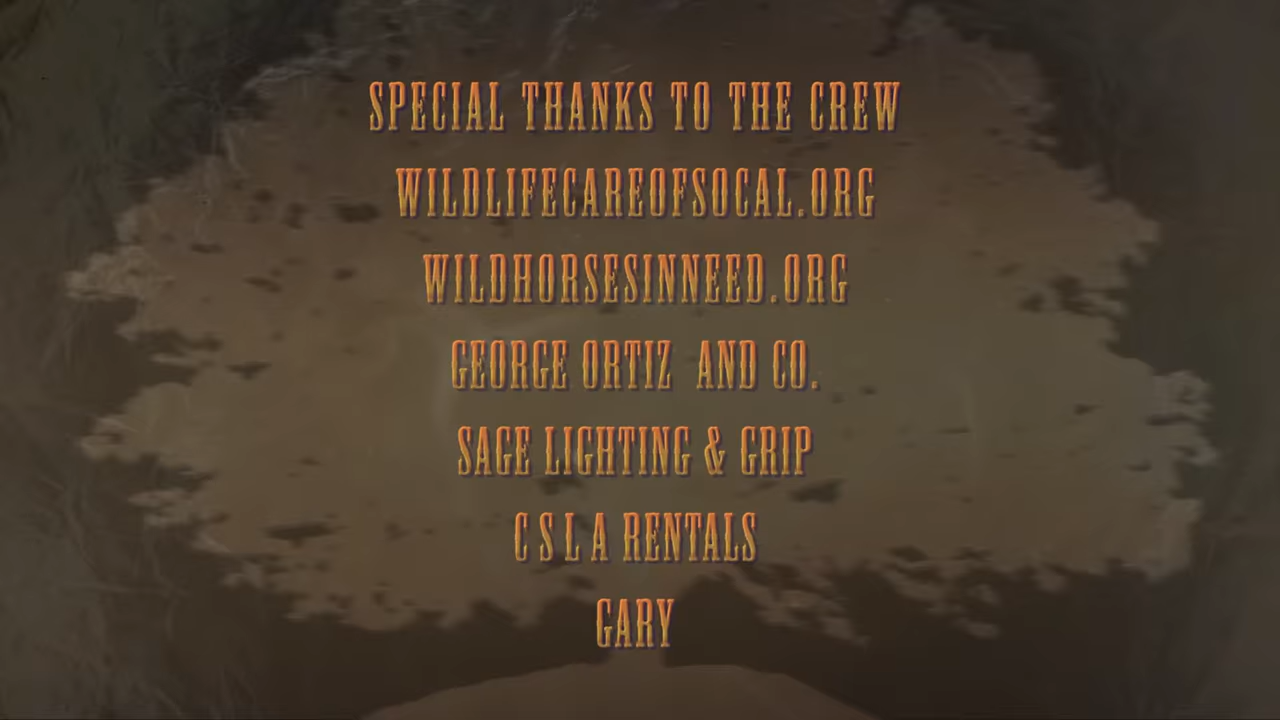 SPECIAL THANKS TO THE CREW
WILDLIFECAREOFSOCAL.ORG
WILDHORSESINNEED.ORG
GEORGE ORTIZ AND CO.
SAGE LIGHTING & GRIP
C S L A RENTALS
GARY